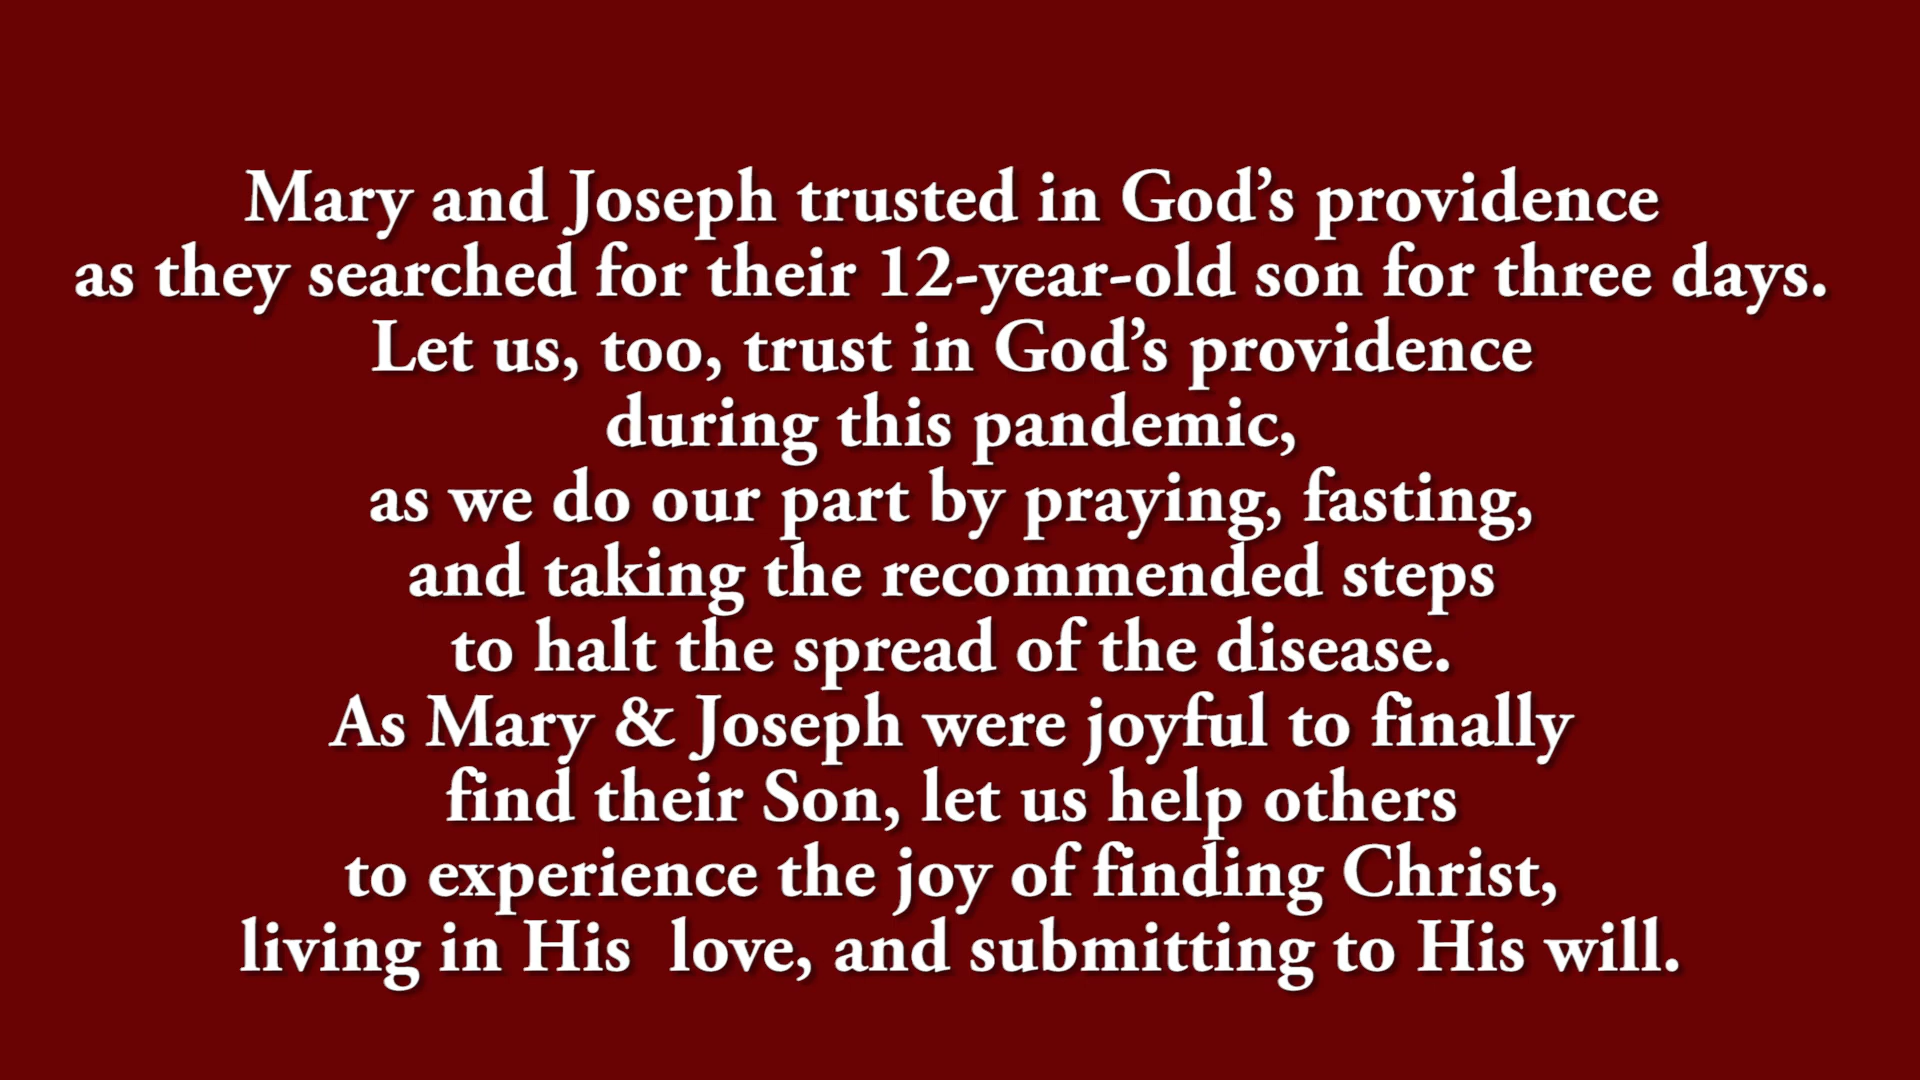 Mary and Joseph trusted in God’s providence
as they searched for their 12-year-old son for three days.
Let us, too, trust in God’s providence
during this pandemic,
as we do our part by praying, fasting,
and taking the recommended steps
to halt the spread of the disease.
As Mary & Joseph were joyful to finally
find their Son, let us help others
to experience the joy of finding Christ,
living in His  love, and submitting to His will.